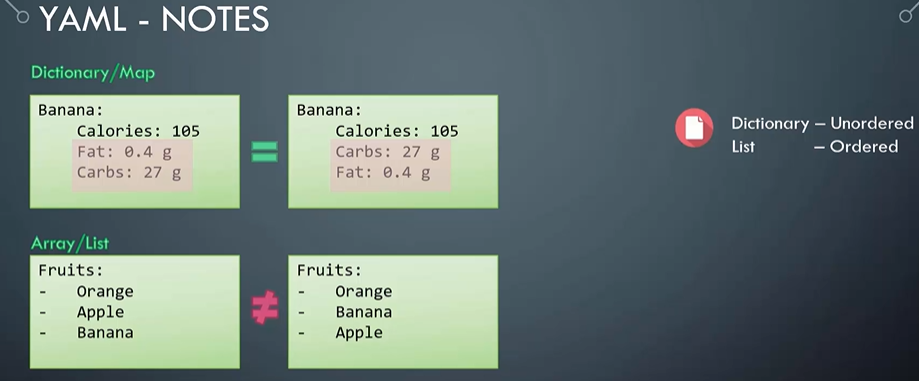 YAML - NOTES
Dictionary/Map
Banana:
    Calories: 105
    Fat: 0.4 g
    Carbs: 27 g
=
Banana:
    Calories: 105
    Carbs: 27 g
    Fat: 0.4 g
Dictionary – Unordered
List – Ordered
Array/List
Fruits:
-   Orange
-   Apple
-   Banana
≠
Fruits:
-   Orange
-   Banana
-   Apple